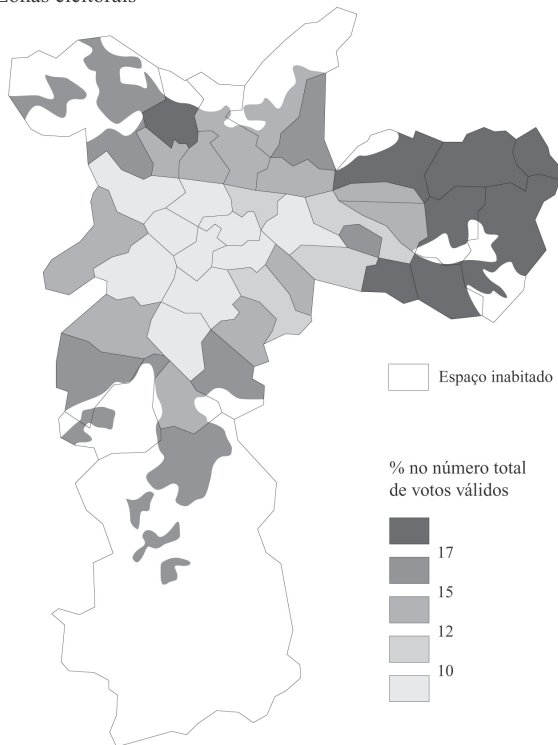 Zonas eleitorais
Espaço inabitado
% no número total
de votos válidos
17
15
12
10